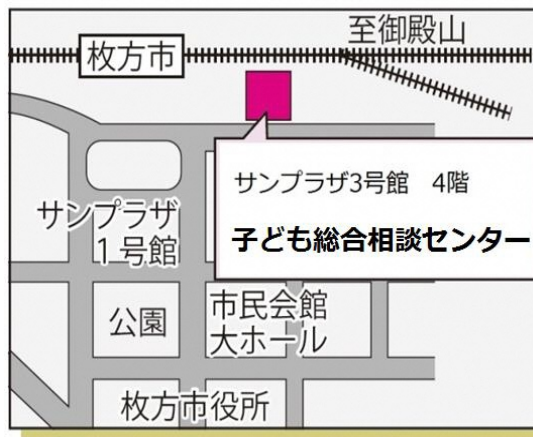 至御殿山
枚方市
サンプラザ3号館 4階
子ども総合相談センター
サンプラザ
1号館
市民会館
大ホール
公園
枚方市役所